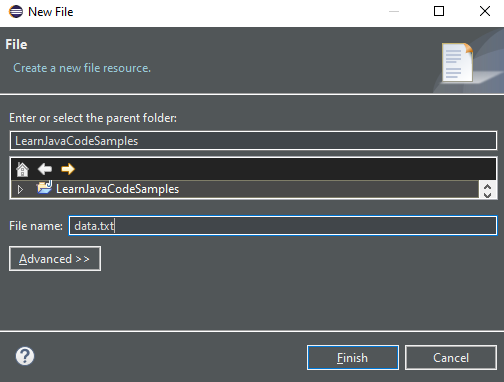 New File
File
Create a new file resource.
Enter or select the parent folder:
LearnJavaCodeSamples
LearnJavaCodeSamples
File name: data.txt
Advanced >>
? Finish Cancel